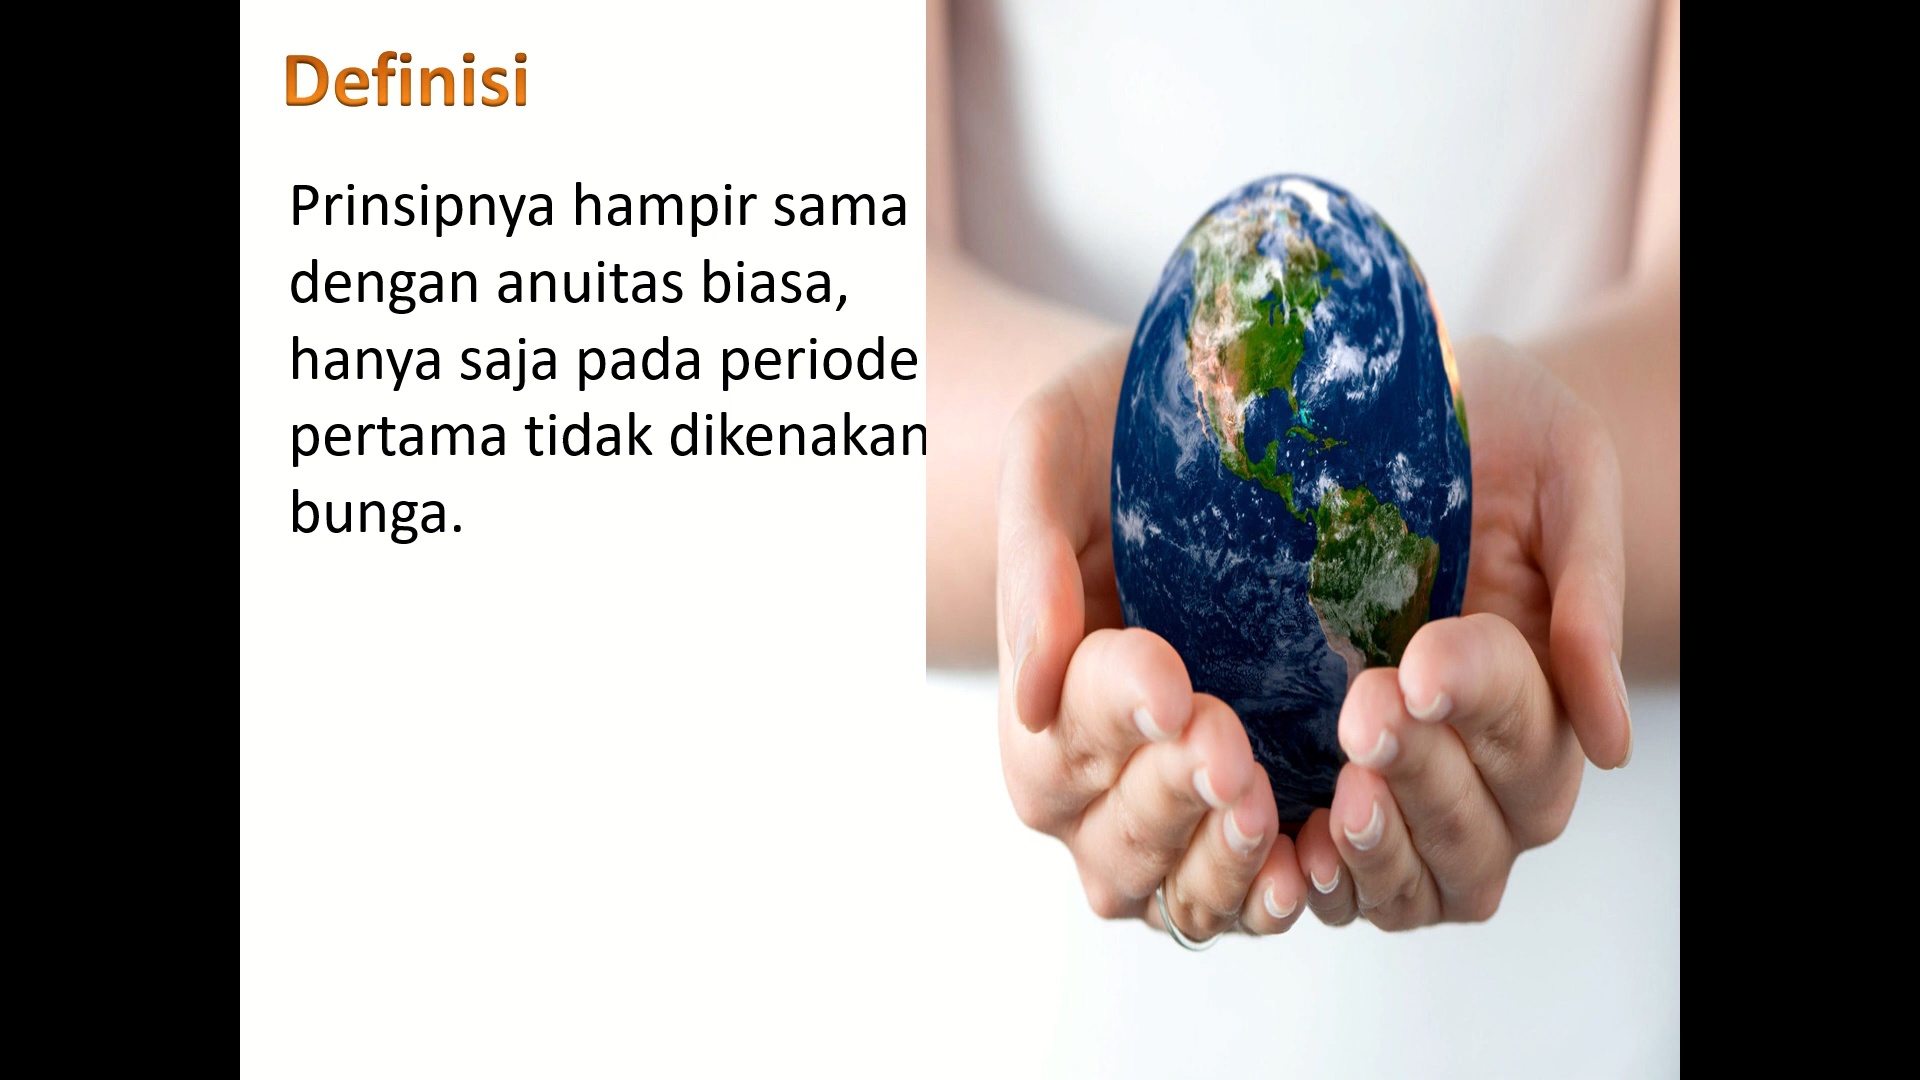 Definisi
Prinsipnya hampir sama
dengan anuitas biasa,
hanya saja pada periode
pertama tidak dikenakan
bunga.